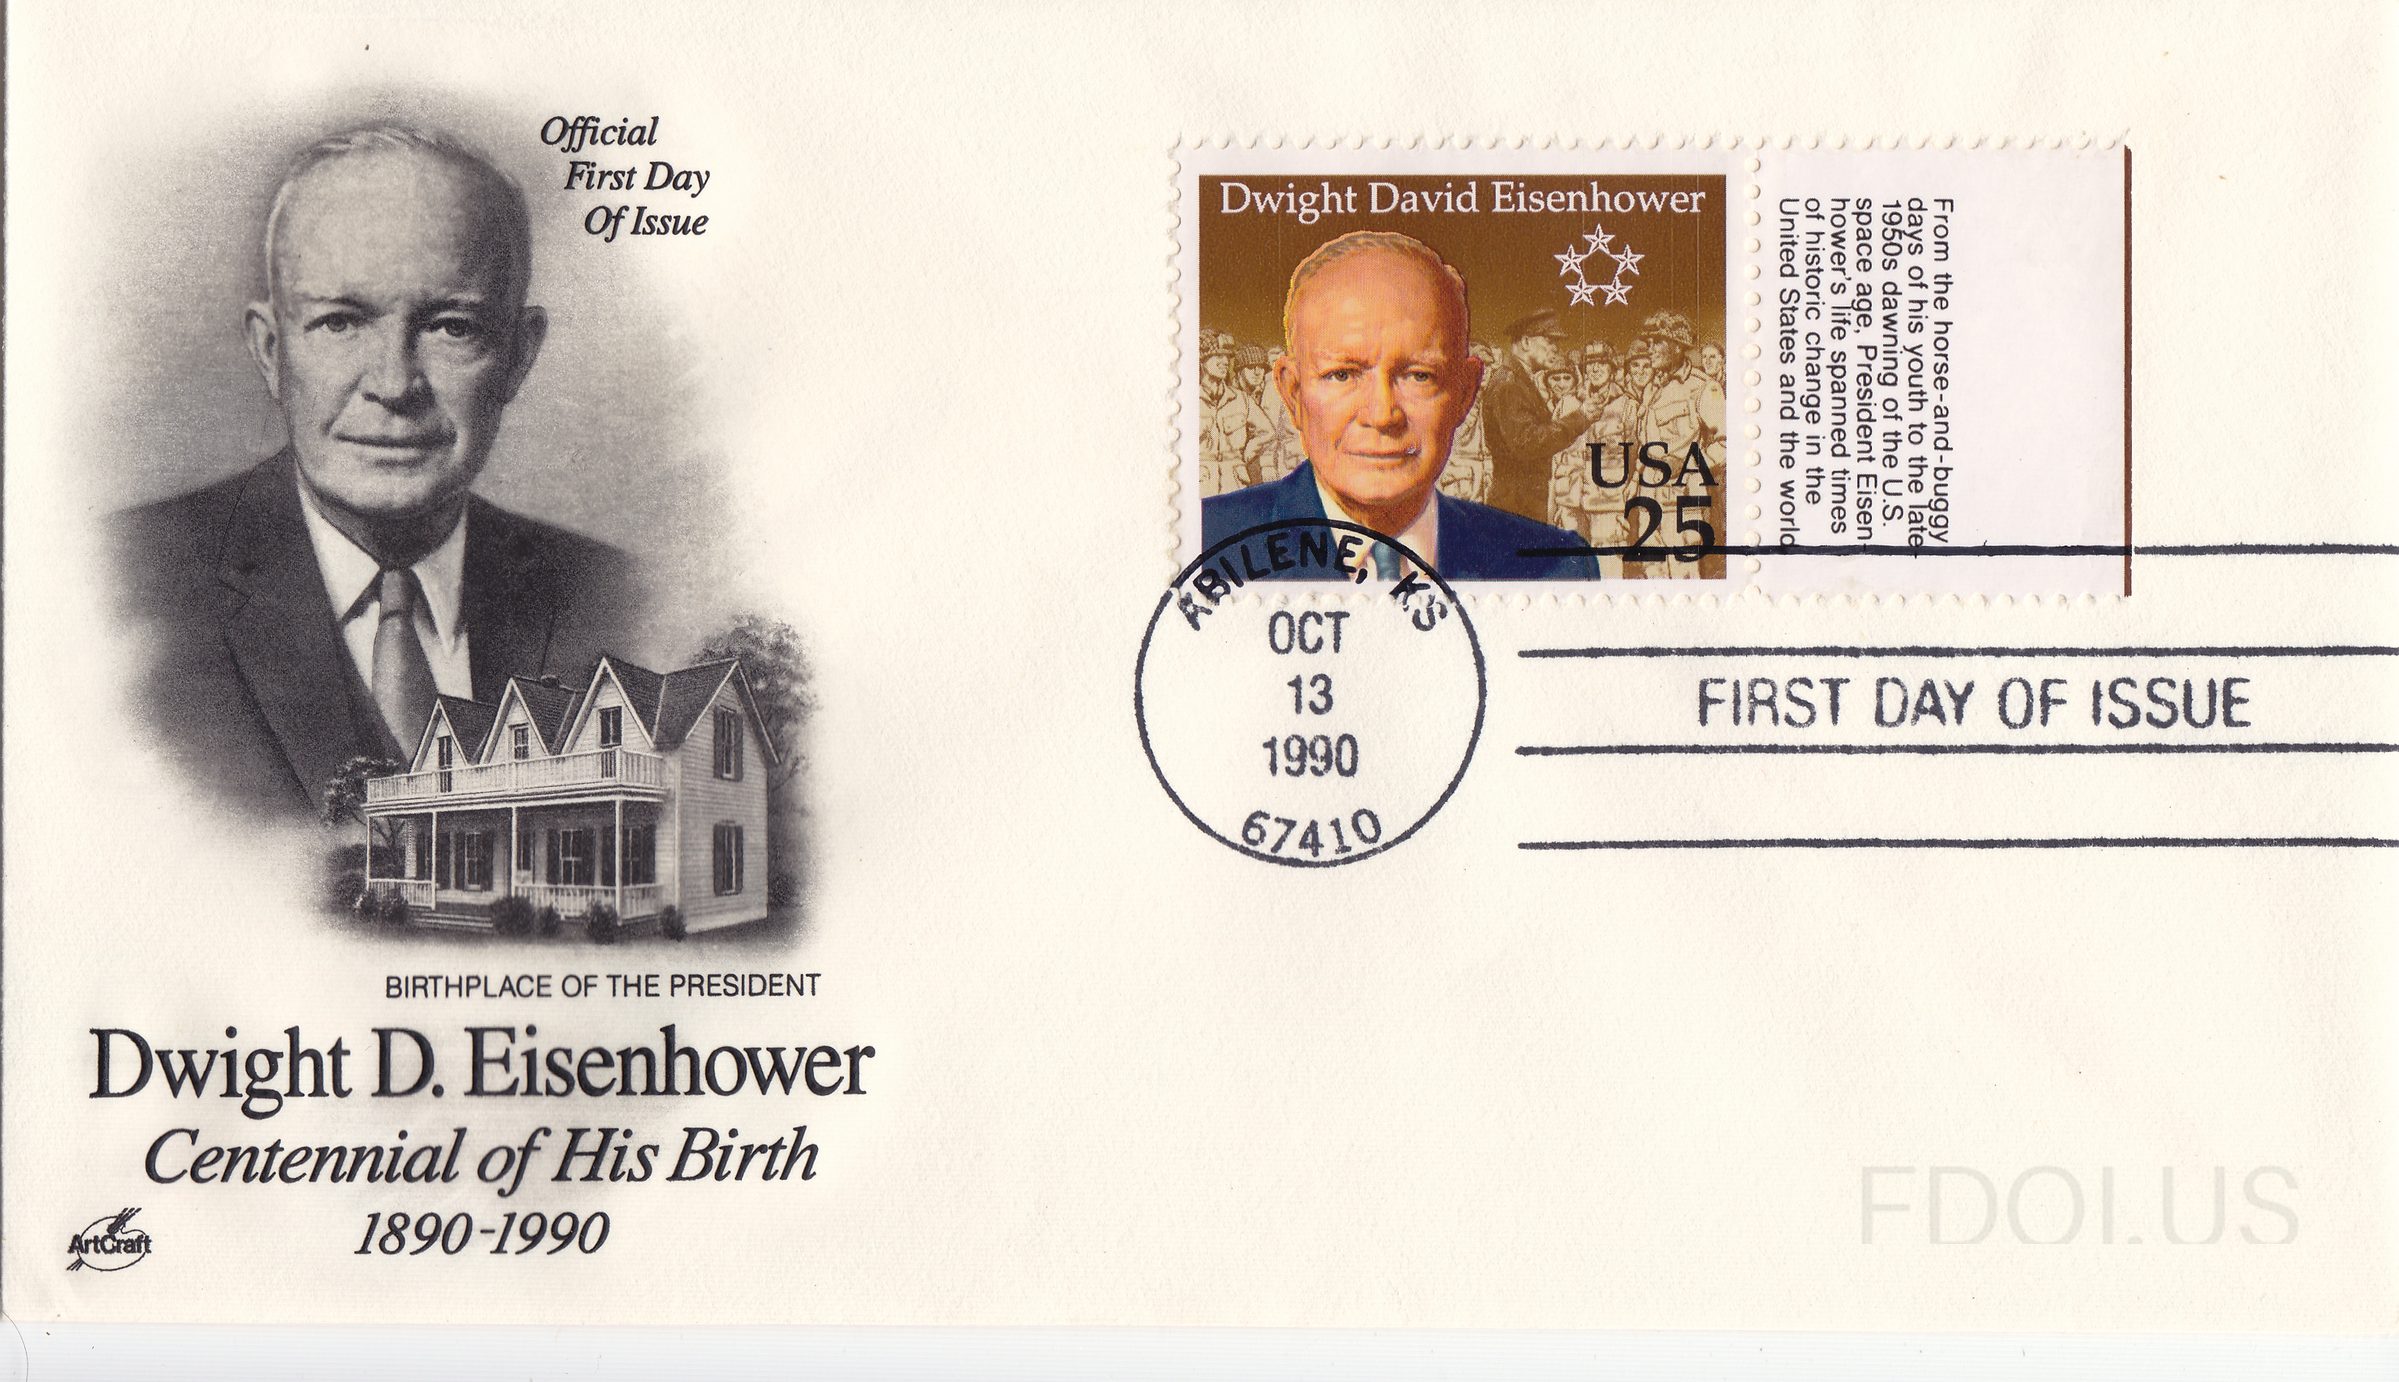 Official
First Day
Of Issue
BIRTHPLACE OF THE PRESIDENT
Dwight D. Eisenhower
Centennial of His Birth
1890-1990
ArtCraft
Dwight David Eisenhower
USA
25
From the horse-and-buggy
days of his youth to the late-
1950s dawning of the U.S.
space age, President Eisen-
hower's life spanned times
of historic change in the
United States and the world
ABILENE, KS
OCT
13
1990
67410
FIRST DAY OF ISSUE
FDOI.US